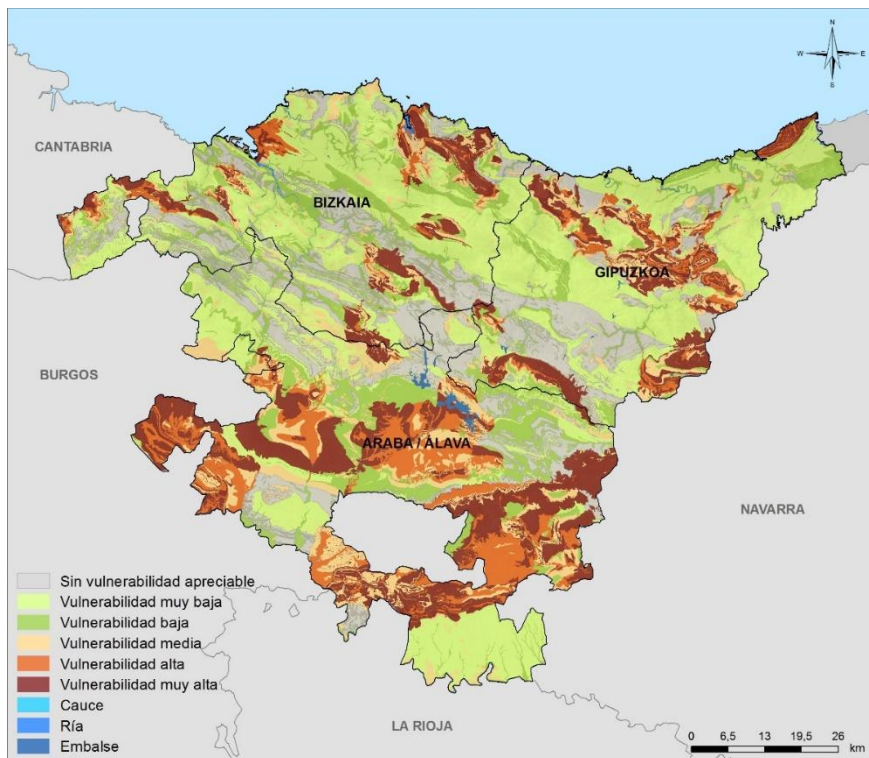 N
W
E
S
CANTABRIA
BIZKAIA
GIPUZKOA
BURGOS
ARABA / ÁLAVA
NAVARRA
Sin vulnerabilidad apreciable
Vulnerabilidad muy baja
Vulnerabilidad baja
Vulnerabilidad media
Vulnerabilidad alta
Vulnerabilidad muy alta
Cauce
Ría
Embalse
LA RIOJA
0 6,5 13 19,5 26
km